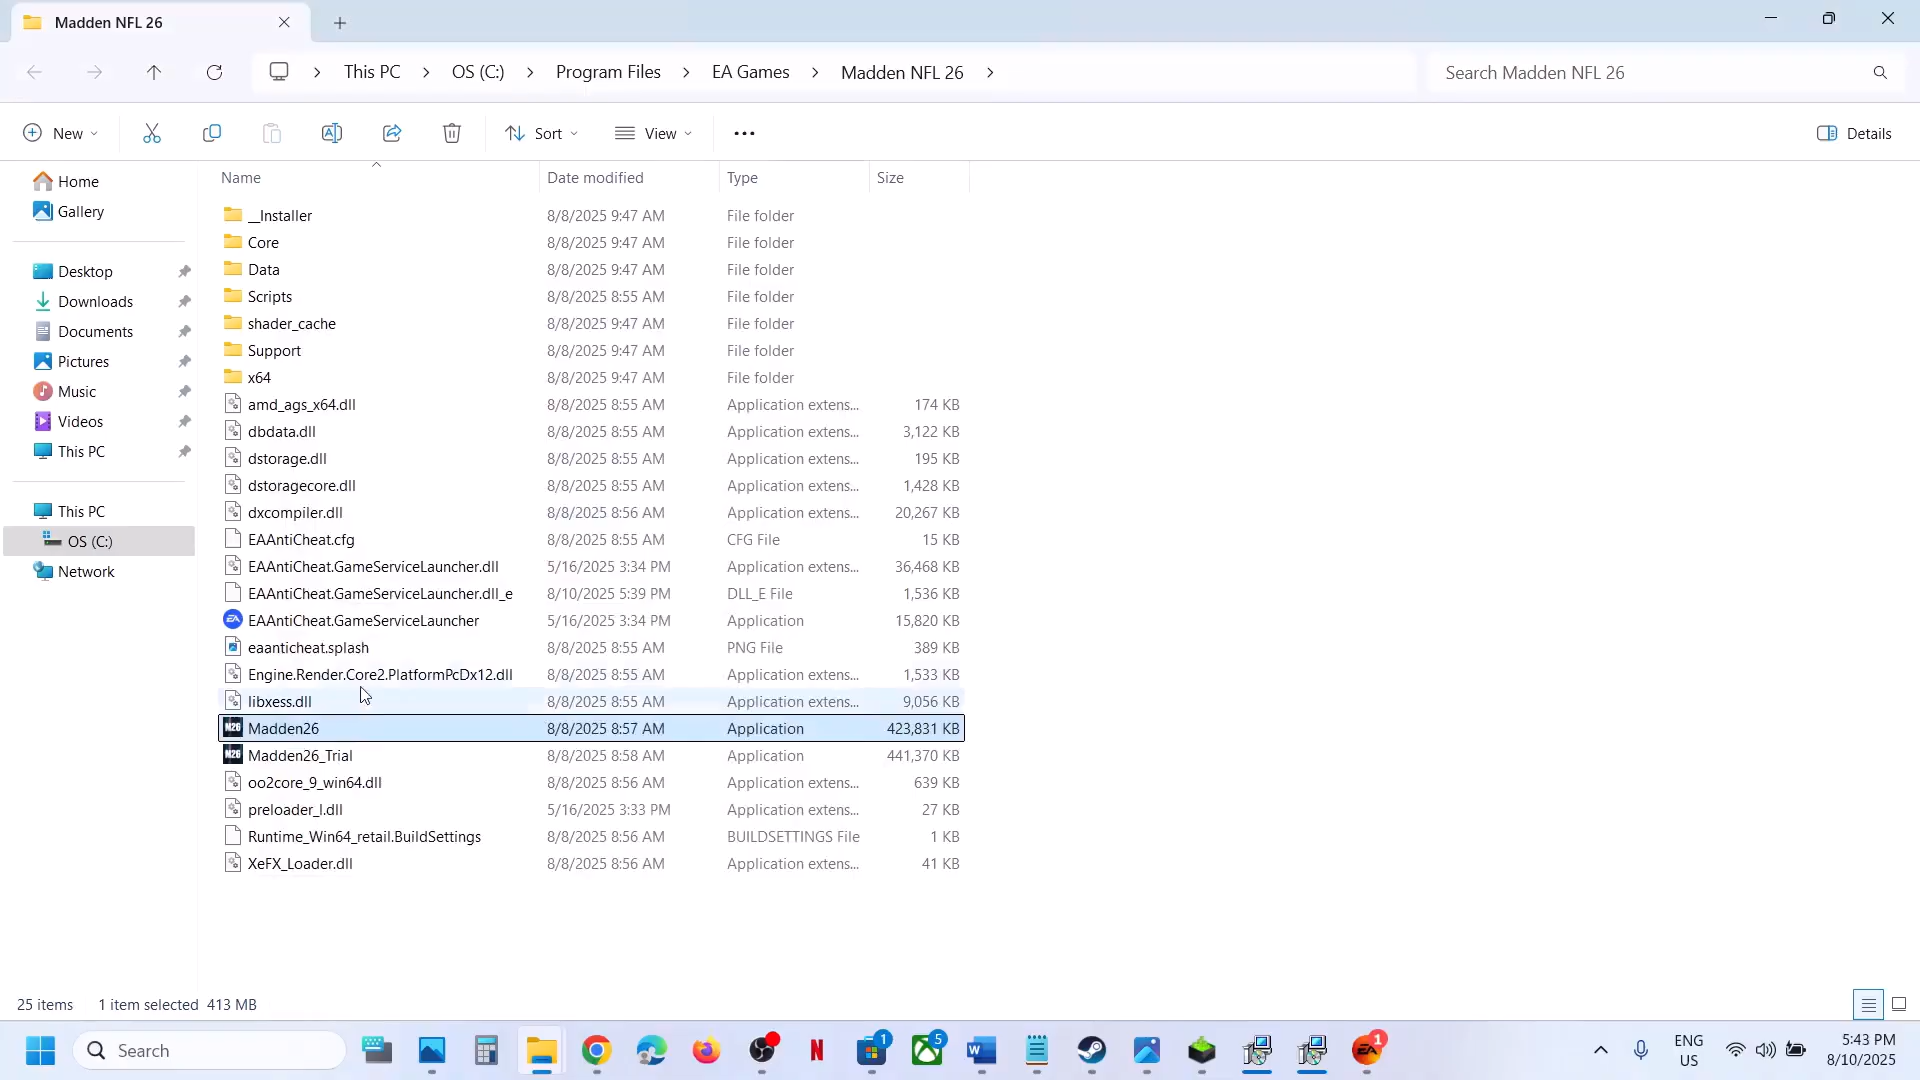 Madden NFL 26
This PC > OS (C:) > Program Files > EA Games > Madden NFL 26 >
Search Madden NFL 26
New
Sort
View
Details
Name Date modified Type Size
Home
Gallery
Desktop
Downloads
Documents
Pictures
Music
Videos
This PC
This PC
OS (C:)
Network
__Installer 8/8/2025 9:47 AM File folder
Core 8/8/2025 9:47 AM File folder
Data 8/8/2025 9:47 AM File folder
Scripts 8/8/2025 8:55 AM File folder
shader_cache 8/8/2025 9:47 AM File folder
Support 8/8/2025 9:47 AM File folder
x64 8/8/2025 9:47 AM File folder
amd_ags_x64.dll 8/8/2025 8:55 AM Application extens... 174 KB
dbdata.dll 8/8/2025 8:55 AM Application extens... 3,122 KB
dstorage.dll 8/8/2025 8:55 AM Application extens... 195 KB
dstoragecore.dll 8/8/2025 8:55 AM Application extens... 1,428 KB
dxcompiler.dll 8/8/2025 8:56 AM Application extens... 20,267 KB
EAAntiCheat.cfg 8/8/2025 8:55 AM CFG File 15 KB
EAAntiCheat.GameServiceLauncher.dll 5/16/2025 3:34 PM Application extens... 36,468 KB
EAAntiCheat.GameServiceLauncher.dll_e 8/10/2025 5:39 PM DLL_E File 1,536 KB
EAAntiCheat.GameServiceLauncher 5/16/2025 3:34 PM Application 15,820 KB
eaanticheat.splash 8/8/2025 8:55 AM PNG File 389 KB
Engine.Render.Core2.PlatformPcDx12.dll 8/8/2025 8:55 AM Application extens... 1,533 KB
libxess.dll 8/8/2025 8:55 AM Application extens... 9,056 KB
Madden26 8/8/2025 8:57 AM Application 423,831 KB
Madden26_Trial 8/8/2025 8:58 AM Application 441,370 KB
oo2core_9_win64.dll 8/8/2025 8:56 AM Application extens... 639 KB
preloader_l.dll 5/16/2025 3:33 PM Application extens... 27 KB
Runtime_Win64_retail.BuildSettings 8/8/2025 8:56 AM BUILDSETTINGS File 1 KB
XeFX_Loader.dll 8/8/2025 8:56 AM Application extens... 41 KB
25 items 1 item selected 413 MB
Search
1
5
1
ENG
US
5:43 PM
8/10/2025